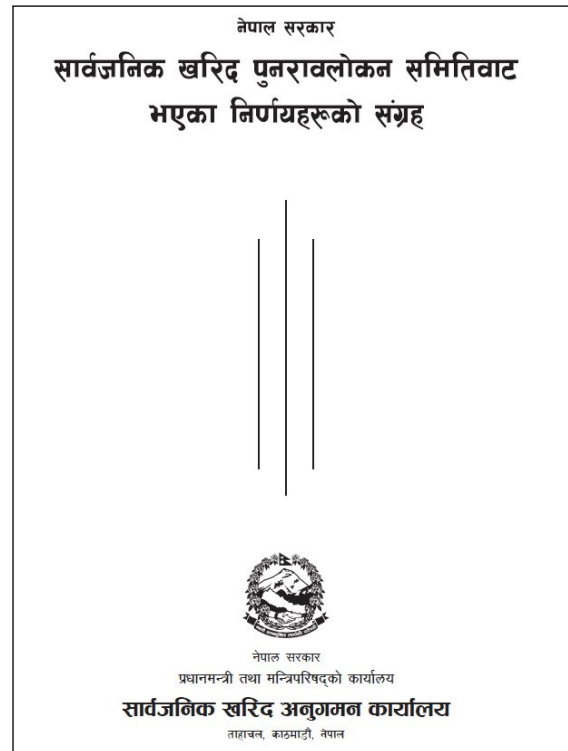 नेपाल सरकार
सार्वजनिक खरिद पुनरावलोकन समितिवाट
भएका निर्णयहरूको संग्रह
नेपाल सरकार
प्रधानमन्त्री तथा मन्त्रिपरिषद्को कार्यालय
सार्वजनिक खरिद अनुगमन कार्यालय
ताहाचल, काठमाडौं, नेपाल